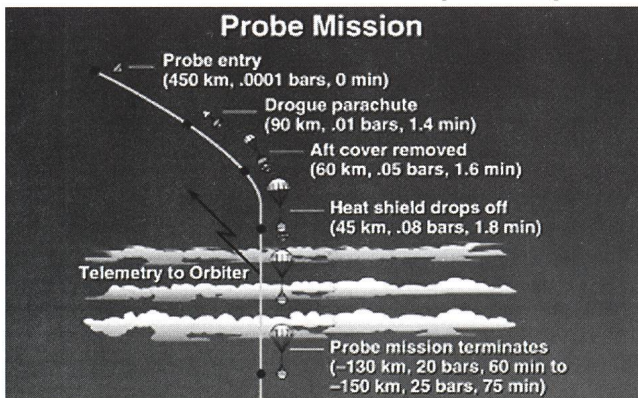 Probe Mission
Probe entry
(450 km, .0001 bars, 0 min)
Drogue parachute
(90 km, .01 bars, 1.4 min)
Aft cover removed
(60 km, .05 bars, 1.6 min)
Heat shield drops off
(45 km, .08 bars, 1.8 min)
Telemetry to Orbiter
Probe mission terminates
(–130 km, 20 bars, 60 min to
–150 km, 25 bars, 75 min)